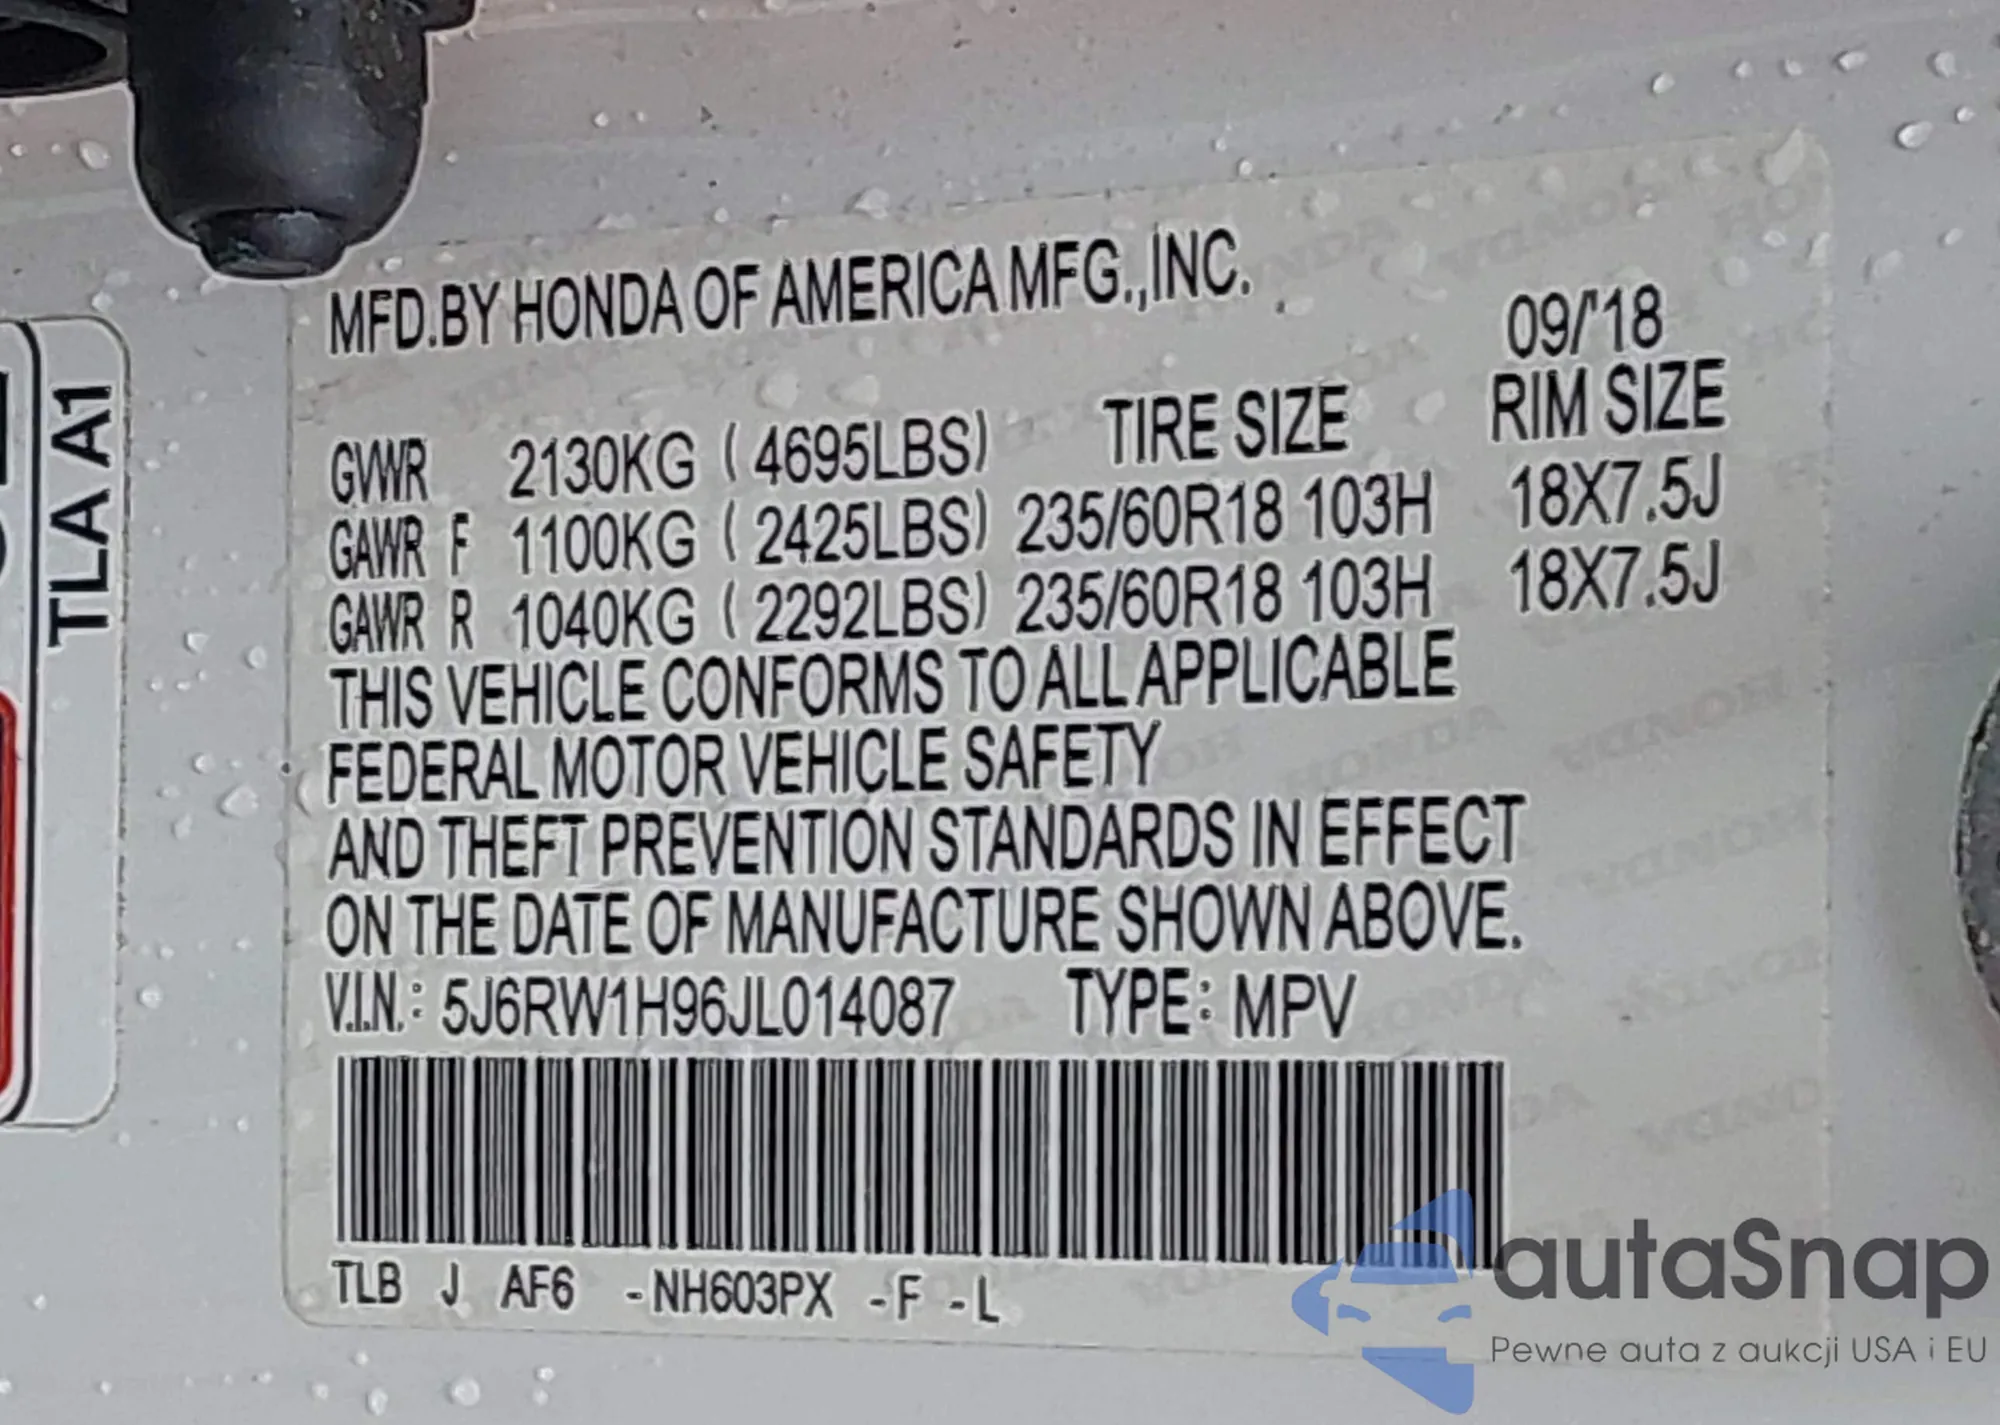 MFD.BY HONDA OF AMERICA MFG.,INC.
09/'18
TIRE SIZE RIM SIZE
GVWR 2130KG ( 4695LBS)
GAWR F 1100KG ( 2425LBS) 235/60R18 103H 18X7.5J
GAWR R 1040KG ( 2292LBS) 235/60R18 103H 18X7.5J
THIS VEHICLE CONFORMS TO ALL APPLICABLE
FEDERAL MOTOR VEHICLE SAFETY
AND THEFT PREVENTION STANDARDS IN EFFECT
ON THE DATE OF MANUFACTURE SHOWN ABOVE.
V.I.N.: 5J6RW1H96JL014087 TYPE: MPV
TLB J AF6 -NH603PX -F -L
TLA A1
autaSnap
Pewne auta z aukcji USA i EU